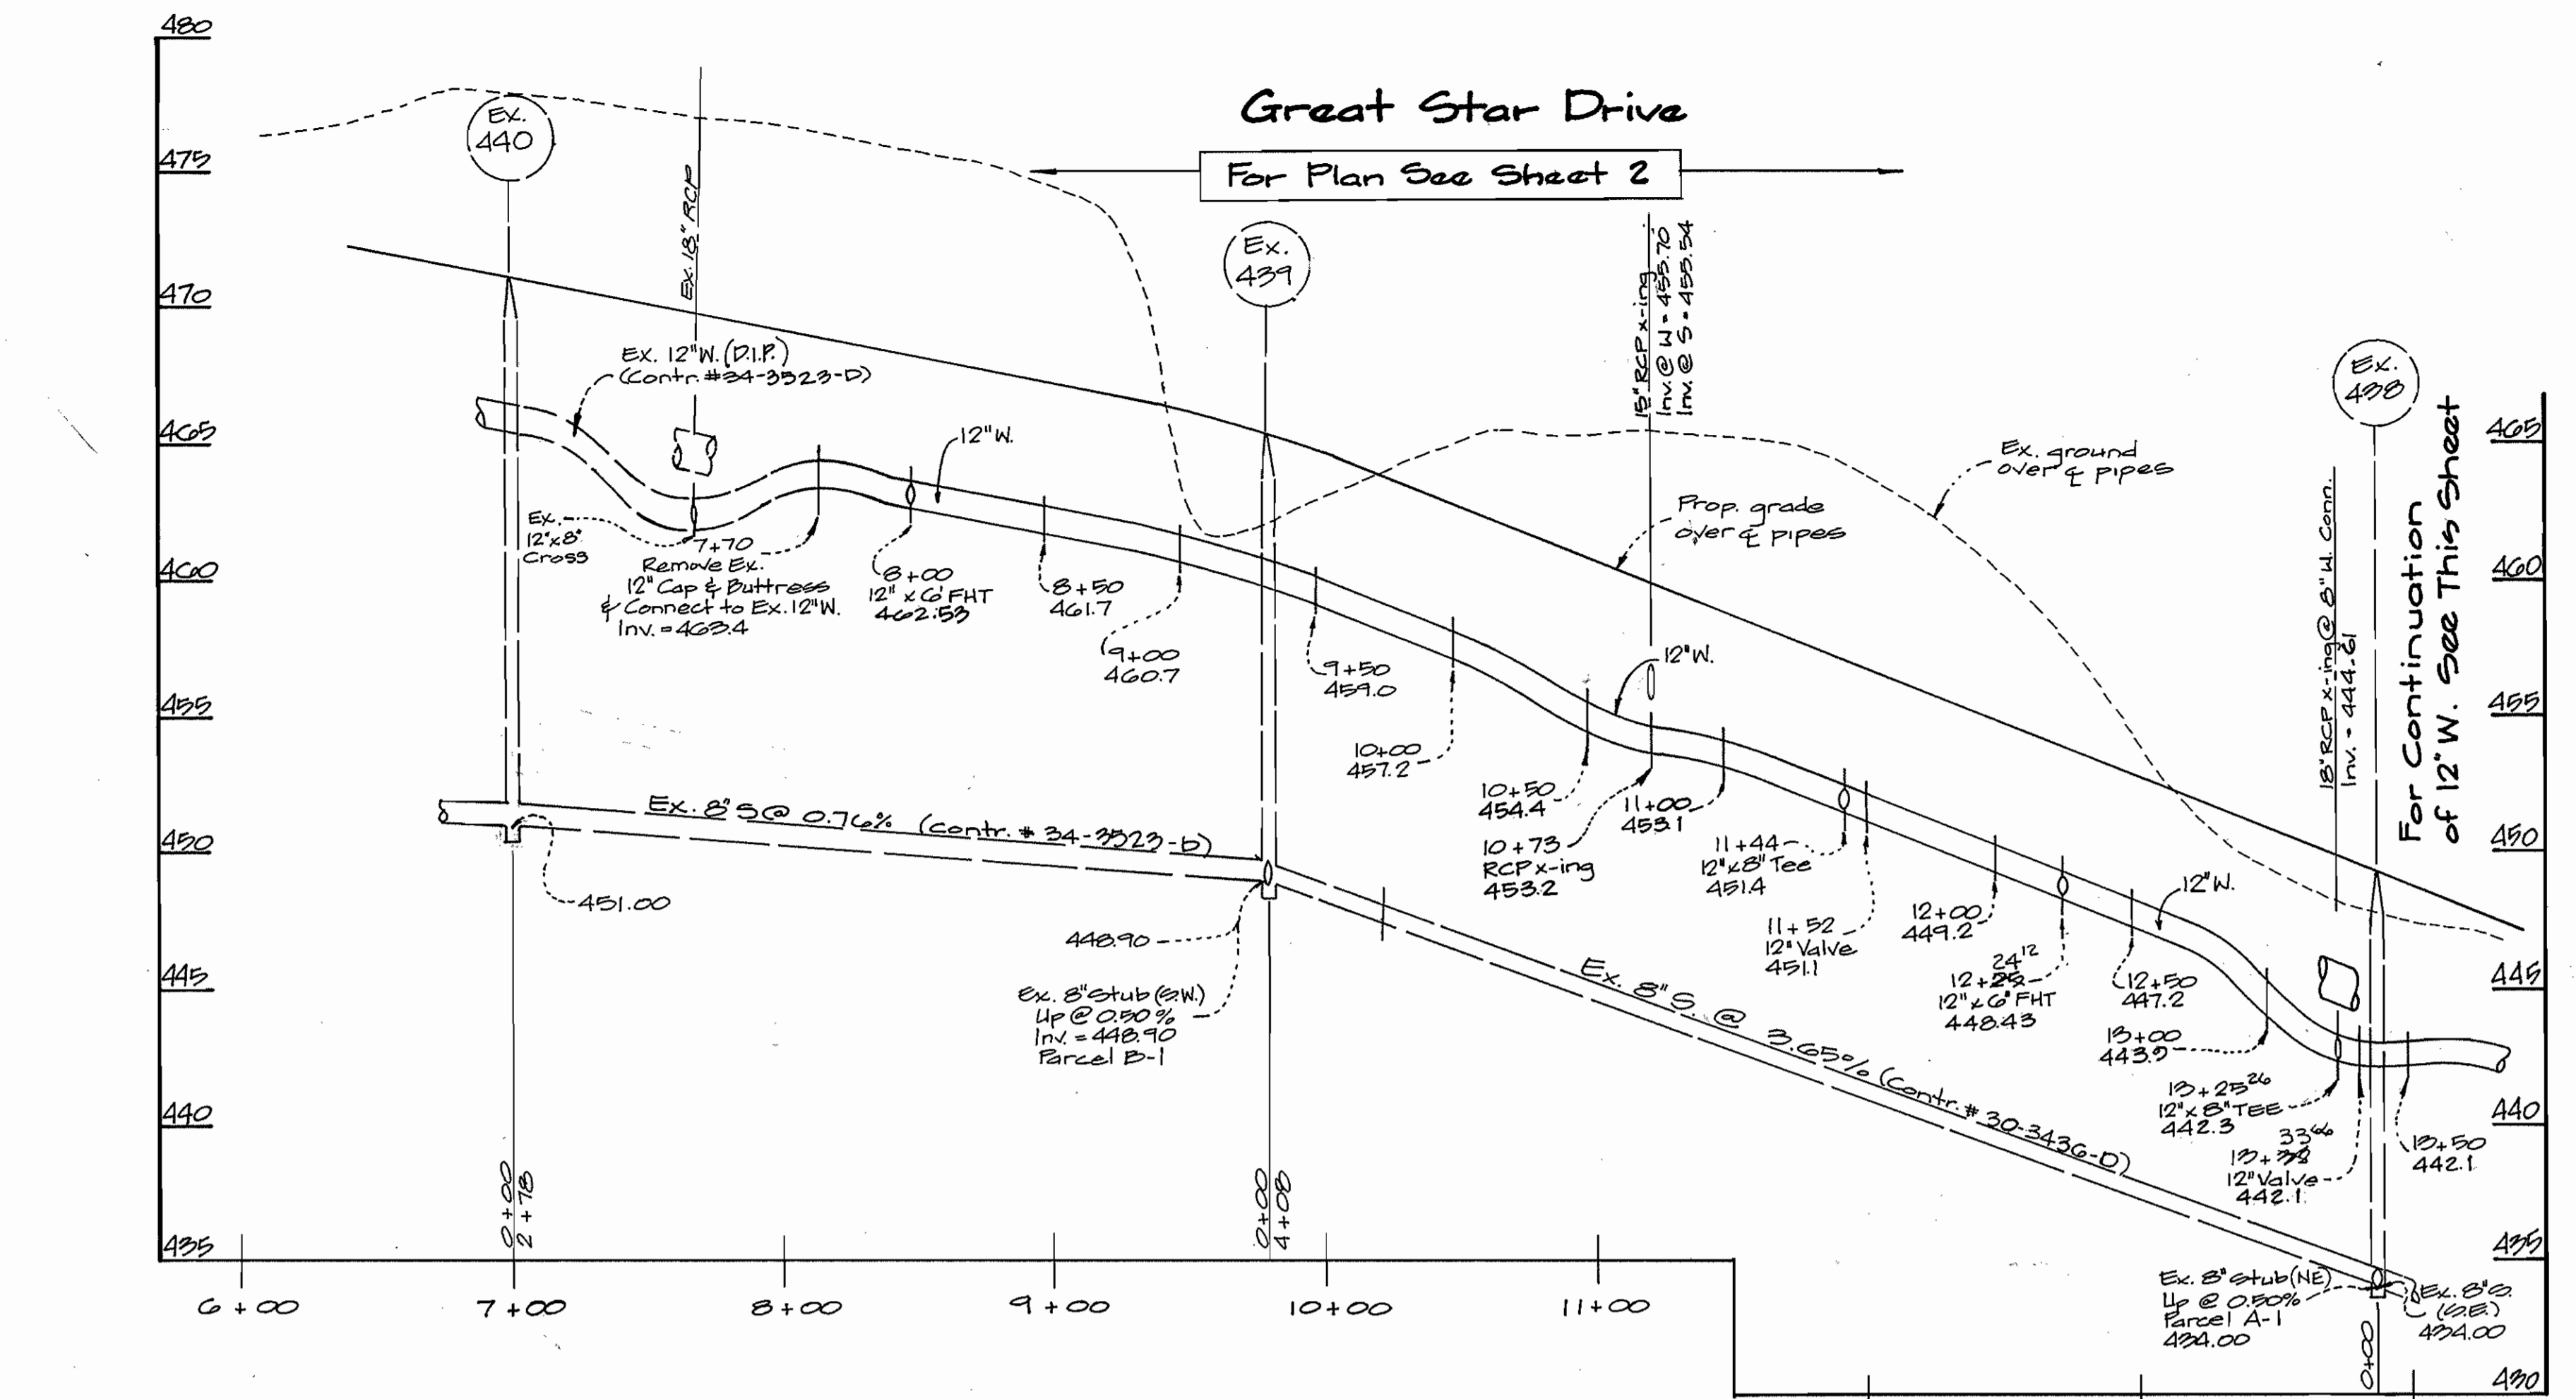 480
475
470
465
460
455
450
445
440
435
Great Star Drive
For Plan See Sheet 2
Ex.
440
Ex. 18" RCP
Ex. 12"W. (D.I.P.)
(Contr. #34-3523-D)
Ex.
12"x8"
Cross
7+70
Remove Ex.
12" Cap & Buttress
& Connect to Ex. 12"W.
Inv. = 463.4
12"W.
8+00
12" x 6" FHT
462.53
8+50
461.7
9+00
460.7
Ex.
439
9+50
459.0
10+00
457.2
10+50
454.4
10+73
RCP x-ing
453.2
11+00
453.1
12"W.
15" RCP x-ing
Inv. @ W = 455.70
Inv. @ S = 455.54
Prop. grade
over ℄ pipes
Ex. ground
over ℄ pipes
11+44
12"x8" Tee
451.4
11+52
12" Valve
451.1
12+00
449.2
24¹²
12+25
12" x 6" FHT
448.43
12+50
447.2
12"W.
13+00
443.9
13+25²⁶
12"x 8" TEE
442.3
33⁶⁶
13+38
12" Valve
442.1
13+50
442.1
18" RCP x-ing @ 8" W. Conn.
Inv. - 444.61
Ex.
438
For Continuation
of 12" W. See This Sheet
465
460
455
450
445
440
435
430
Ex. 8" S @ 0.76% (Contr. # 34-3523-D)
451.00
448.90
Ex. 8" Stub (S.W.)
Up @ 0.50%
Inv. = 448.90
Parcel B-1
Ex. 8" S. @ 3.65% (Contr. # 30-3436-D)
Ex. 8" Stub (NE)
Up @ 0.50%
Parcel A-1
434.00
Ex. 8" S.
(S.E.)
434.00
0+00
2+78
0+00
4+08
0+00
6+00
7+00
8+00
9+00
10+00
11+00